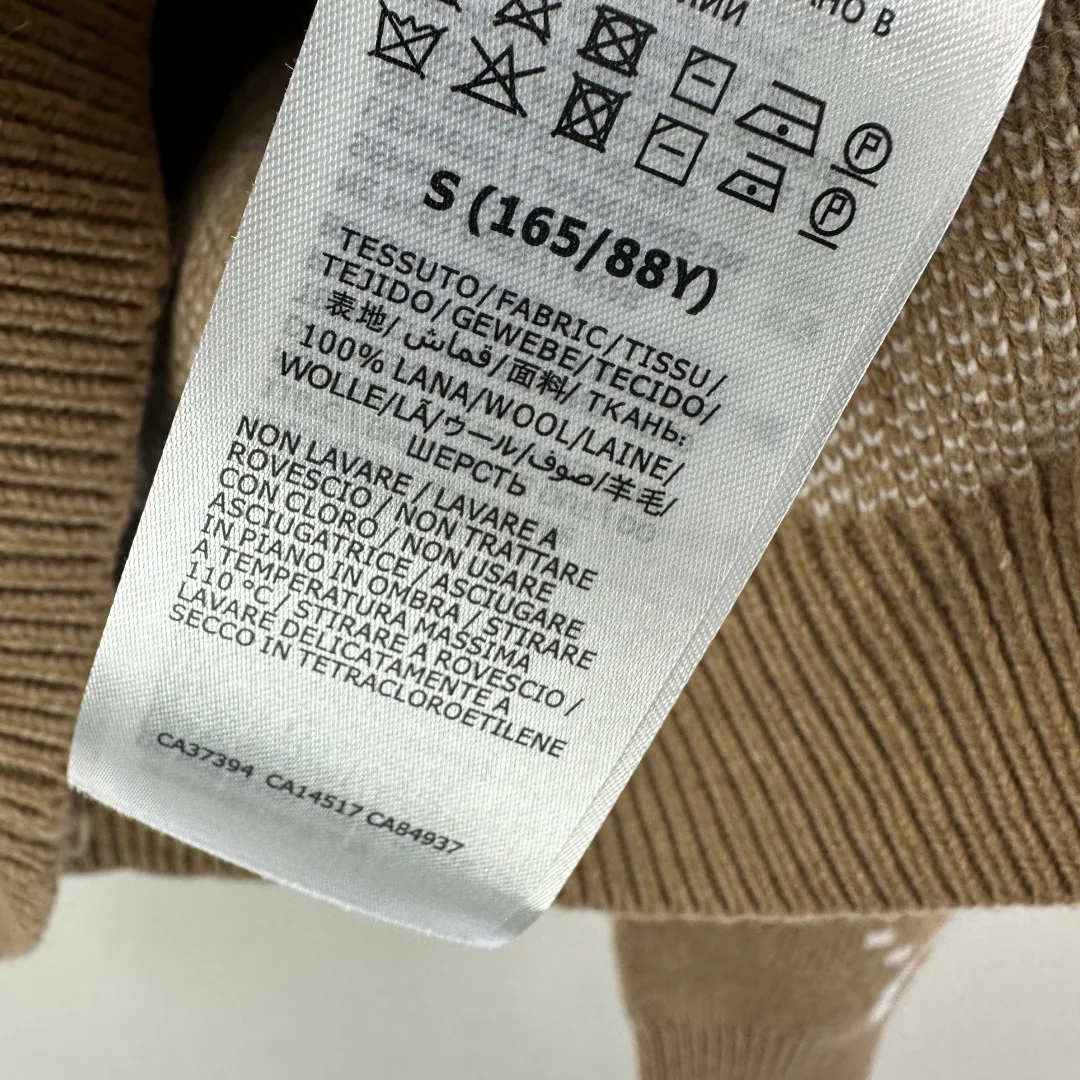 НО В
ИИ
S (165/88Y)
TESSUTO/FABRIC/TISSU/
TEJIDO/GEWEBE/TECIDO/
表地/قماش/面料/ ТКАНЬ:
100% LANA/WOOL/LAINE/
WOLLE/LÃ/ウール/صوف/羊毛/
ШЕРСТЬ
NON LAVARE / LAVARE A
ROVESCIO / NON TRATTARE
CON CLORO / NON USARE
ASCIUGATRICE / ASCIUGARE
IN PIANO IN OMBRA / STIRARE
A TEMPERATURA MASSIMA
110 °C / STIRARE A ROVESCIO /
LAVARE DELICATAMENTE A
SECCO IN TETRACLOROETILENE
CA37394 CA14517 CA84937